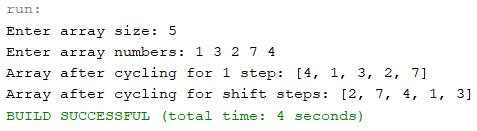 run:
Enter array size: 5
Enter array numbers: 1 3 2 7 4
Array after cycling for 1 step: [4, 1, 3, 2, 7]
Array after cycling for shift steps: [2, 7, 4, 1, 3]
BUILD SUCCESSFUL (total time: 4 seconds)